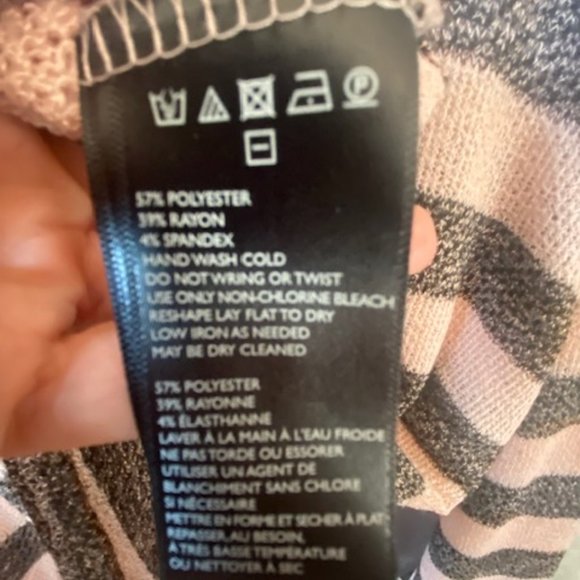 P
57% POLYESTER
39% RAYON
4% SPANDEX
HAND WASH COLD
DO NOT WRING OR TWIST
USE ONLY NON-CHLORINE BLEACH
RESHAPE LAY FLAT TO DRY
LOW IRON AS NEEDED
MAY BE DRY CLEANED
57% POLYESTER
39% RAYONNE
4% ÉLASTHANNE
LAVER À LA MAIN À L'EAU FROIDE
NE PAS TORDE OU ESSORER
UTILISER UN AGENT DE
BLANCHIMENT SANS CHLORE
SI NÉCESSAIRE
METTRE EN FORME ET SECHER À PLAT
REPASSER AU BESOIN,
À TRÈS BASSE TEMPÉRATURE
OU NETTOYER À SEC